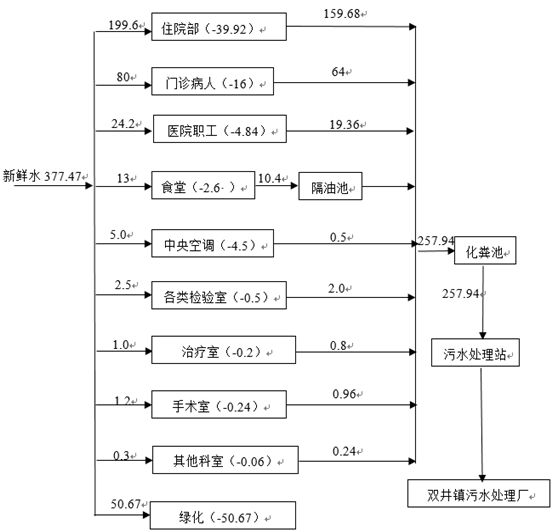 199.6 住院部（-39.92） 159.68
80 门诊病人（-16） 64
24.2 医院职工（-4.84） 19.36
新鲜水 377.47
13 食堂（-2.6· ） 10.4 隔油池
5.0 中央空调（-4.5） 0.5
257.94 化粪池
2.5 各类检验室（-0.5） 2.0
257.94
1.0 治疗室（-0.2） 0.8
污水处理站
1.2 手术室（-0.24） 0.96
0.3 其他科室（-0.06） 0.24
双井镇污水处理厂
50.67 绿化（-50.67）